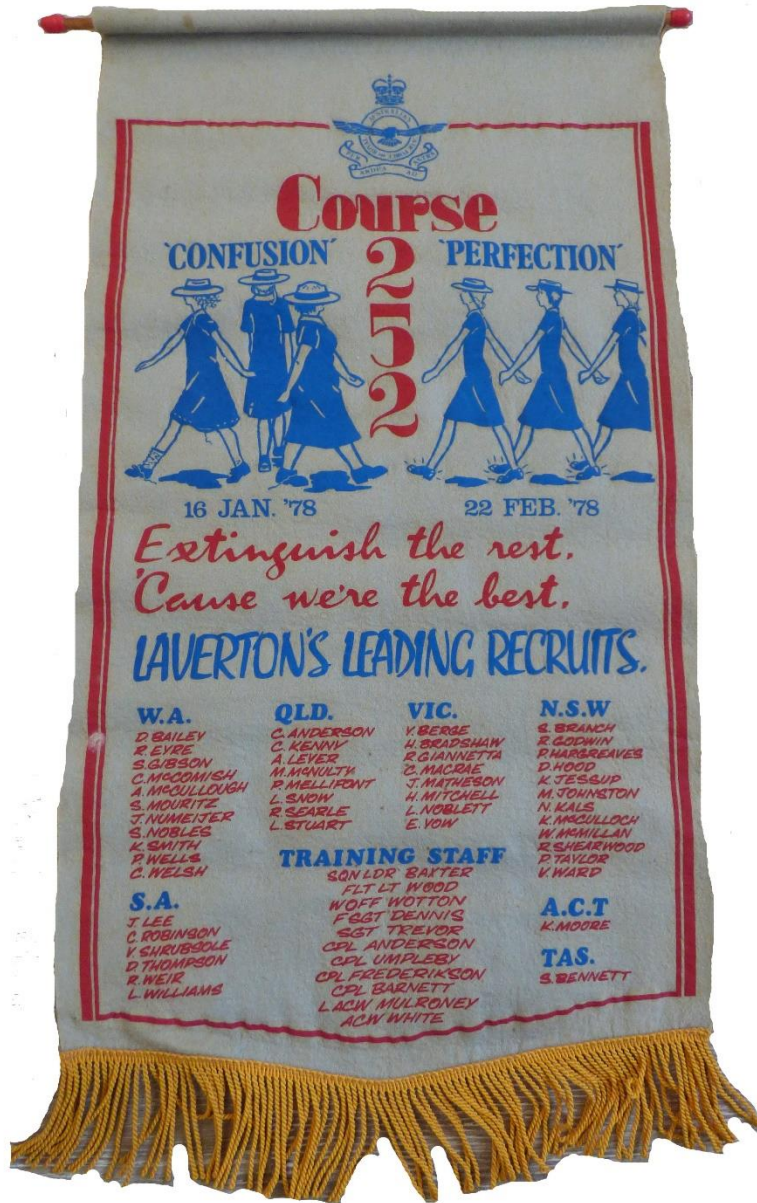 Course
252
'CONFUSION'
'PERFECTION'
16 JAN. '78
22 FEB. '78
Extinguish the rest.
'Cause we're the best.
LAVERTON'S LEADING RECRUITS.
W.A.
D. BAILEY
R. EYRE
S. GIBSON
C. McCOMISH
A. McCULLOUGH
S. MOURITZ
J. NUMEIJER
S. NOBLES
K. SMITH
P. WELLS
C. WELSH
QLD.
C. ANDERSON
C. KENNY
A. LEVER
M. McNULTY
P. MELLIFONT
L. SNOW
R. SEARLE
L. STUART
VIC.
Y. BERGE
H. BRADSHAW
R. GIANNETTA
C. MACRAE
J. MATHESON
H. MITCHELL
L. NOBLETT
E. YOW
N.S.W
S. BRANCH
R. GODWIN
P. HARGREAVES
D. HOOD
K. JESSUP
M. JOHNSTON
N. KALS
K. McCULLOCH
W. McMILLAN
R. SHEARWOOD
P. TAYLOR
V. WARD
S.A.
J. LEE
C. ROBINSON
V. SHRUBSOLE
D. THOMPSON
R. WEIR
L. WILLIAMS
TRAINING STAFF
SQN LDR BAXTER
FLT LT WOOD
WOFF WOTTON
F SGT DENNIS
SGT TREVOR
CPL ANDERSON
CPL UMPLEBY
CPL FREDERIKSON
CPL BARNETT
LACW MULRONEY
ACW WHITE
A.C.T
K. MOORE
TAS.
S. BENNETT